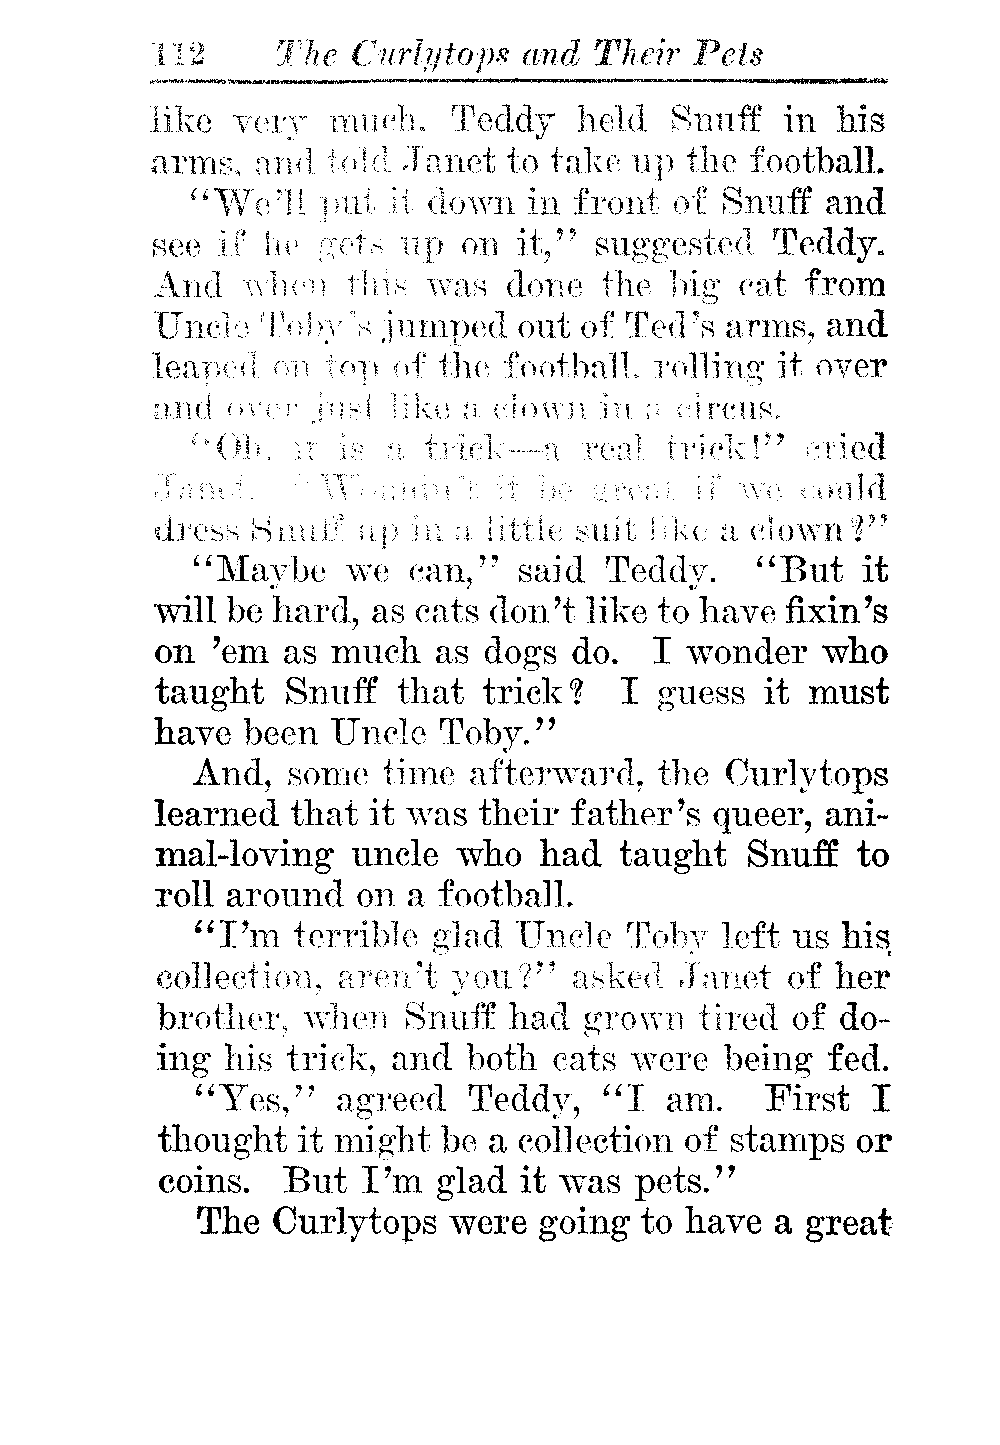 112 The Curlytops and Their Pets
like very much. Teddy held Snuff in his
arms, and told Janet to take up the football.
“We’ll put it down in front of Snuff and
see if he gets up on it,” suggested Teddy.
And when this was done the big cat from
Uncle Toby’s jumped out of Ted’s arms, and
leaped on top of the football, rolling it over
and over just like a clown in a circus.
“Oh, it is a trick—a real trick!” cried
Janet. “Wouldn’t it be great if we could
dress Snuff up in a little suit like a clown?”
“Maybe we can,” said Teddy. “But it
will be hard, as cats don’t like to have fixin’s
on ’em as much as dogs do. I wonder who
taught Snuff that trick? I guess it must
have been Uncle Toby.”
And, some time afterward, the Curlytops
learned that it was their father’s queer, ani-
mal-loving uncle who had taught Snuff to
roll around on a football.
“I’m terrible glad Uncle Toby left us his
collection, aren’t you?” asked Janet of her
brother, when Snuff had grown tired of do-
ing his trick, and both cats were being fed.
“Yes,” agreed Teddy, “I am. First I
thought it might be a collection of stamps or
coins. But I’m glad it was pets.”
The Curlytops were going to have a great